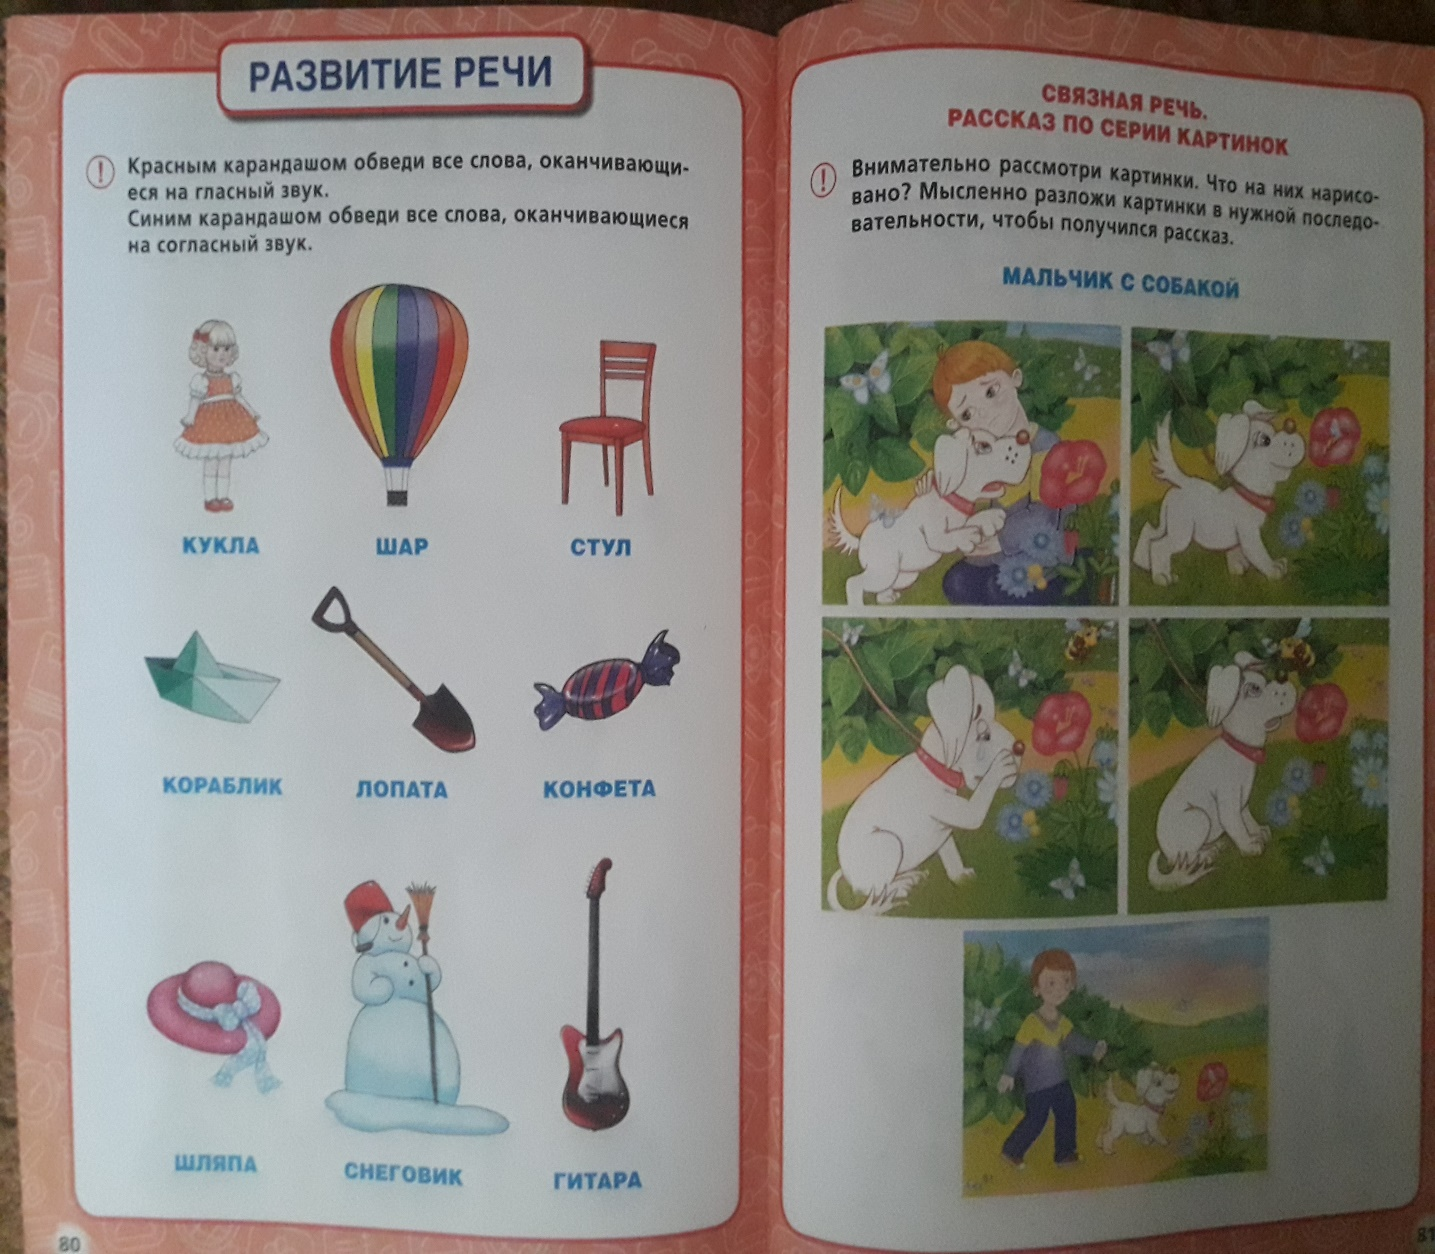 РАЗВИТИЕ РЕЧИ
!
Красным карандашом обведи все слова, оканчивающи-
еся на гласный звук.
Синим карандашом обведи все слова, оканчивающиеся
на согласный звук.
КУКЛА
ШАР
СТУЛ
КОРАБЛИК
ЛОПАТА
КОНФЕТА
ШЛЯПА
СНЕГОВИК
ГИТАРА
80
СВЯЗНАЯ РЕЧЬ.
РАССКАЗ ПО СЕРИИ КАРТИНОК
!
Внимательно рассмотри картинки. Что на них нарисо-
вано? Мысленно разложи картинки в нужной последо-
вательности, чтобы получился рассказ.
МАЛЬЧИК С СОБАКОЙ